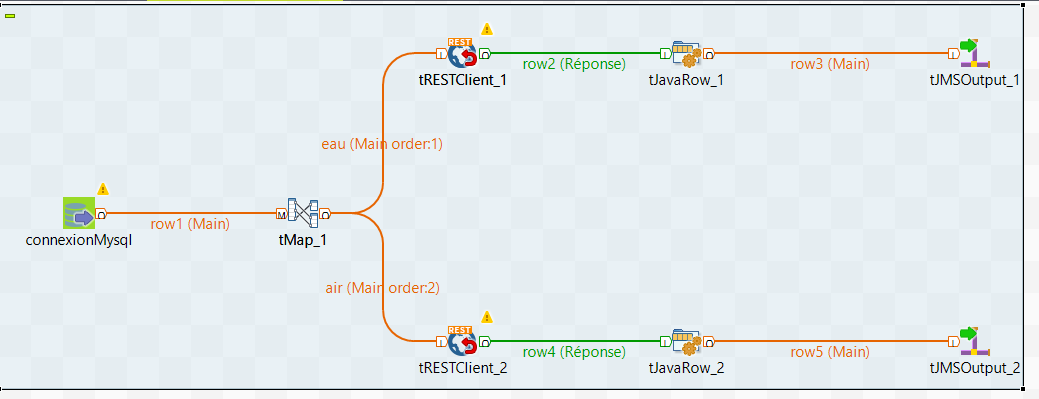 REST
tRESTClient_1
row2 (Réponse)
tJavaRow_1
row3 (Main)
tJMSOutput_1
eau (Main order:1)
connexionMysql
row1 (Main)
M
tMap_1
air (Main order:2)
REST
tRESTClient_2
row4 (Réponse)
tJavaRow_2
row5 (Main)
tJMSOutput_2